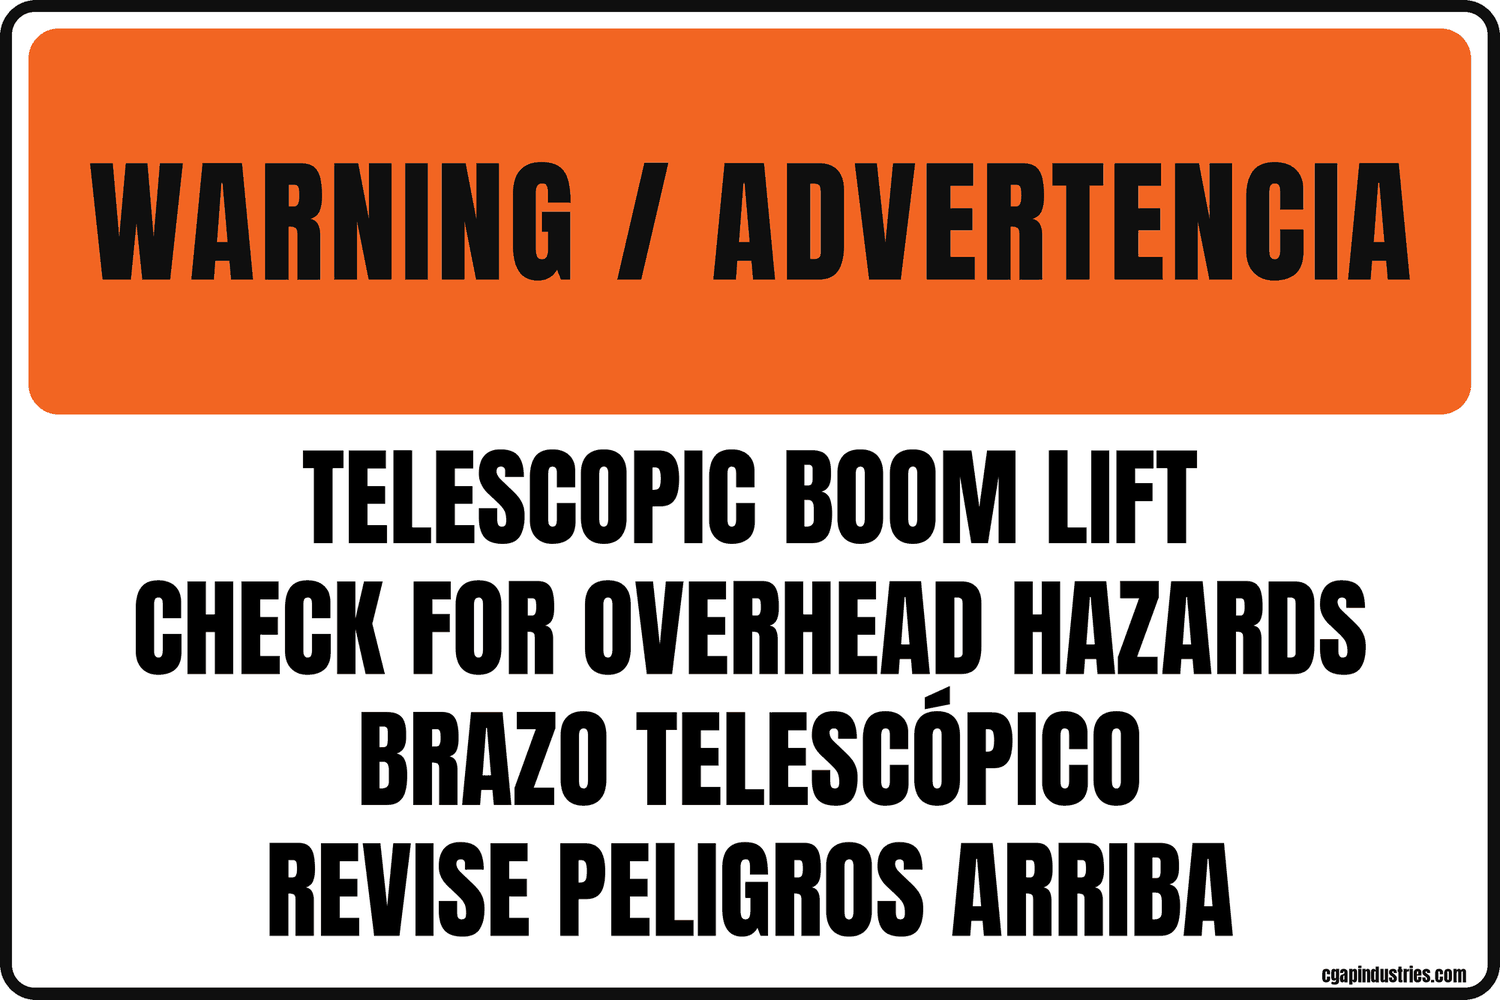 WARNING / ADVERTENCIA
TELESCOPIC BOOM LIFT
CHECK FOR OVERHEAD HAZARDS
BRAZO TELESCÓPICO
REVISE PELIGROS ARRIBA
cgapindustries.com